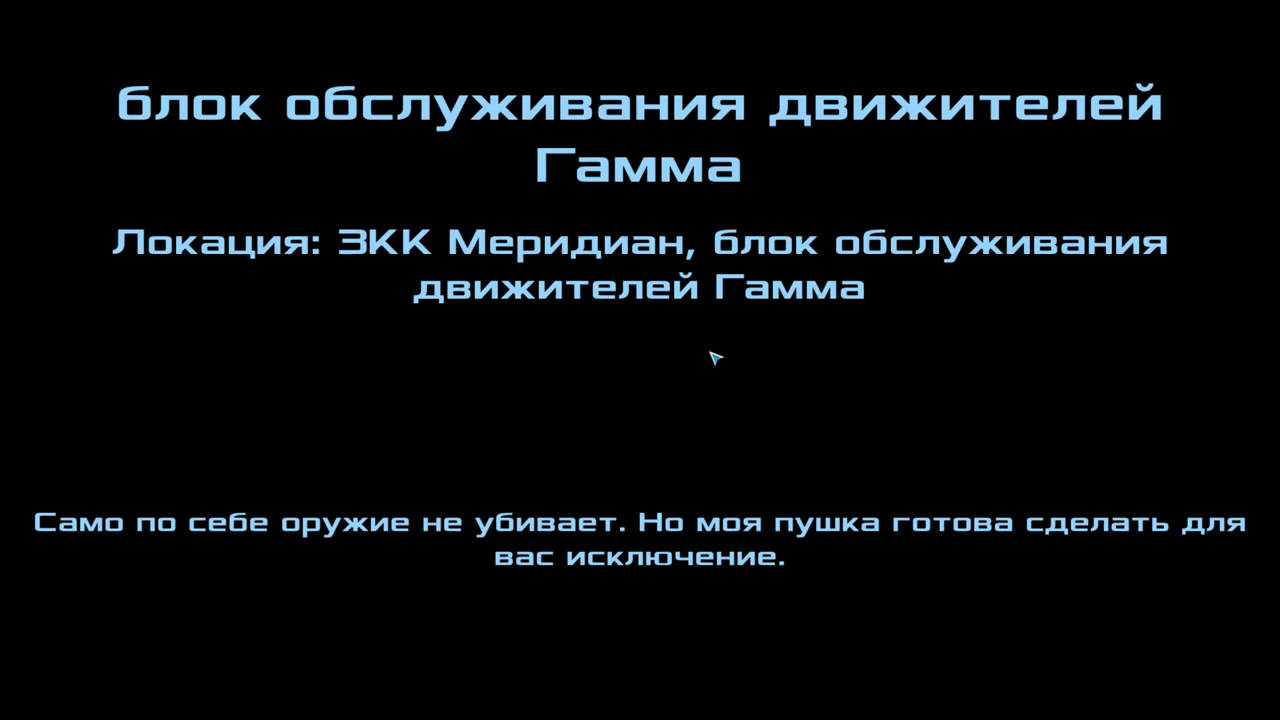 блок обслуживания движителей
Гамма
Локация: ЗКК Меридиан, блок обслуживания
движителей Гамма
Само по себе оружие не убивает. Но моя пушка готова сделать для
вас исключение.